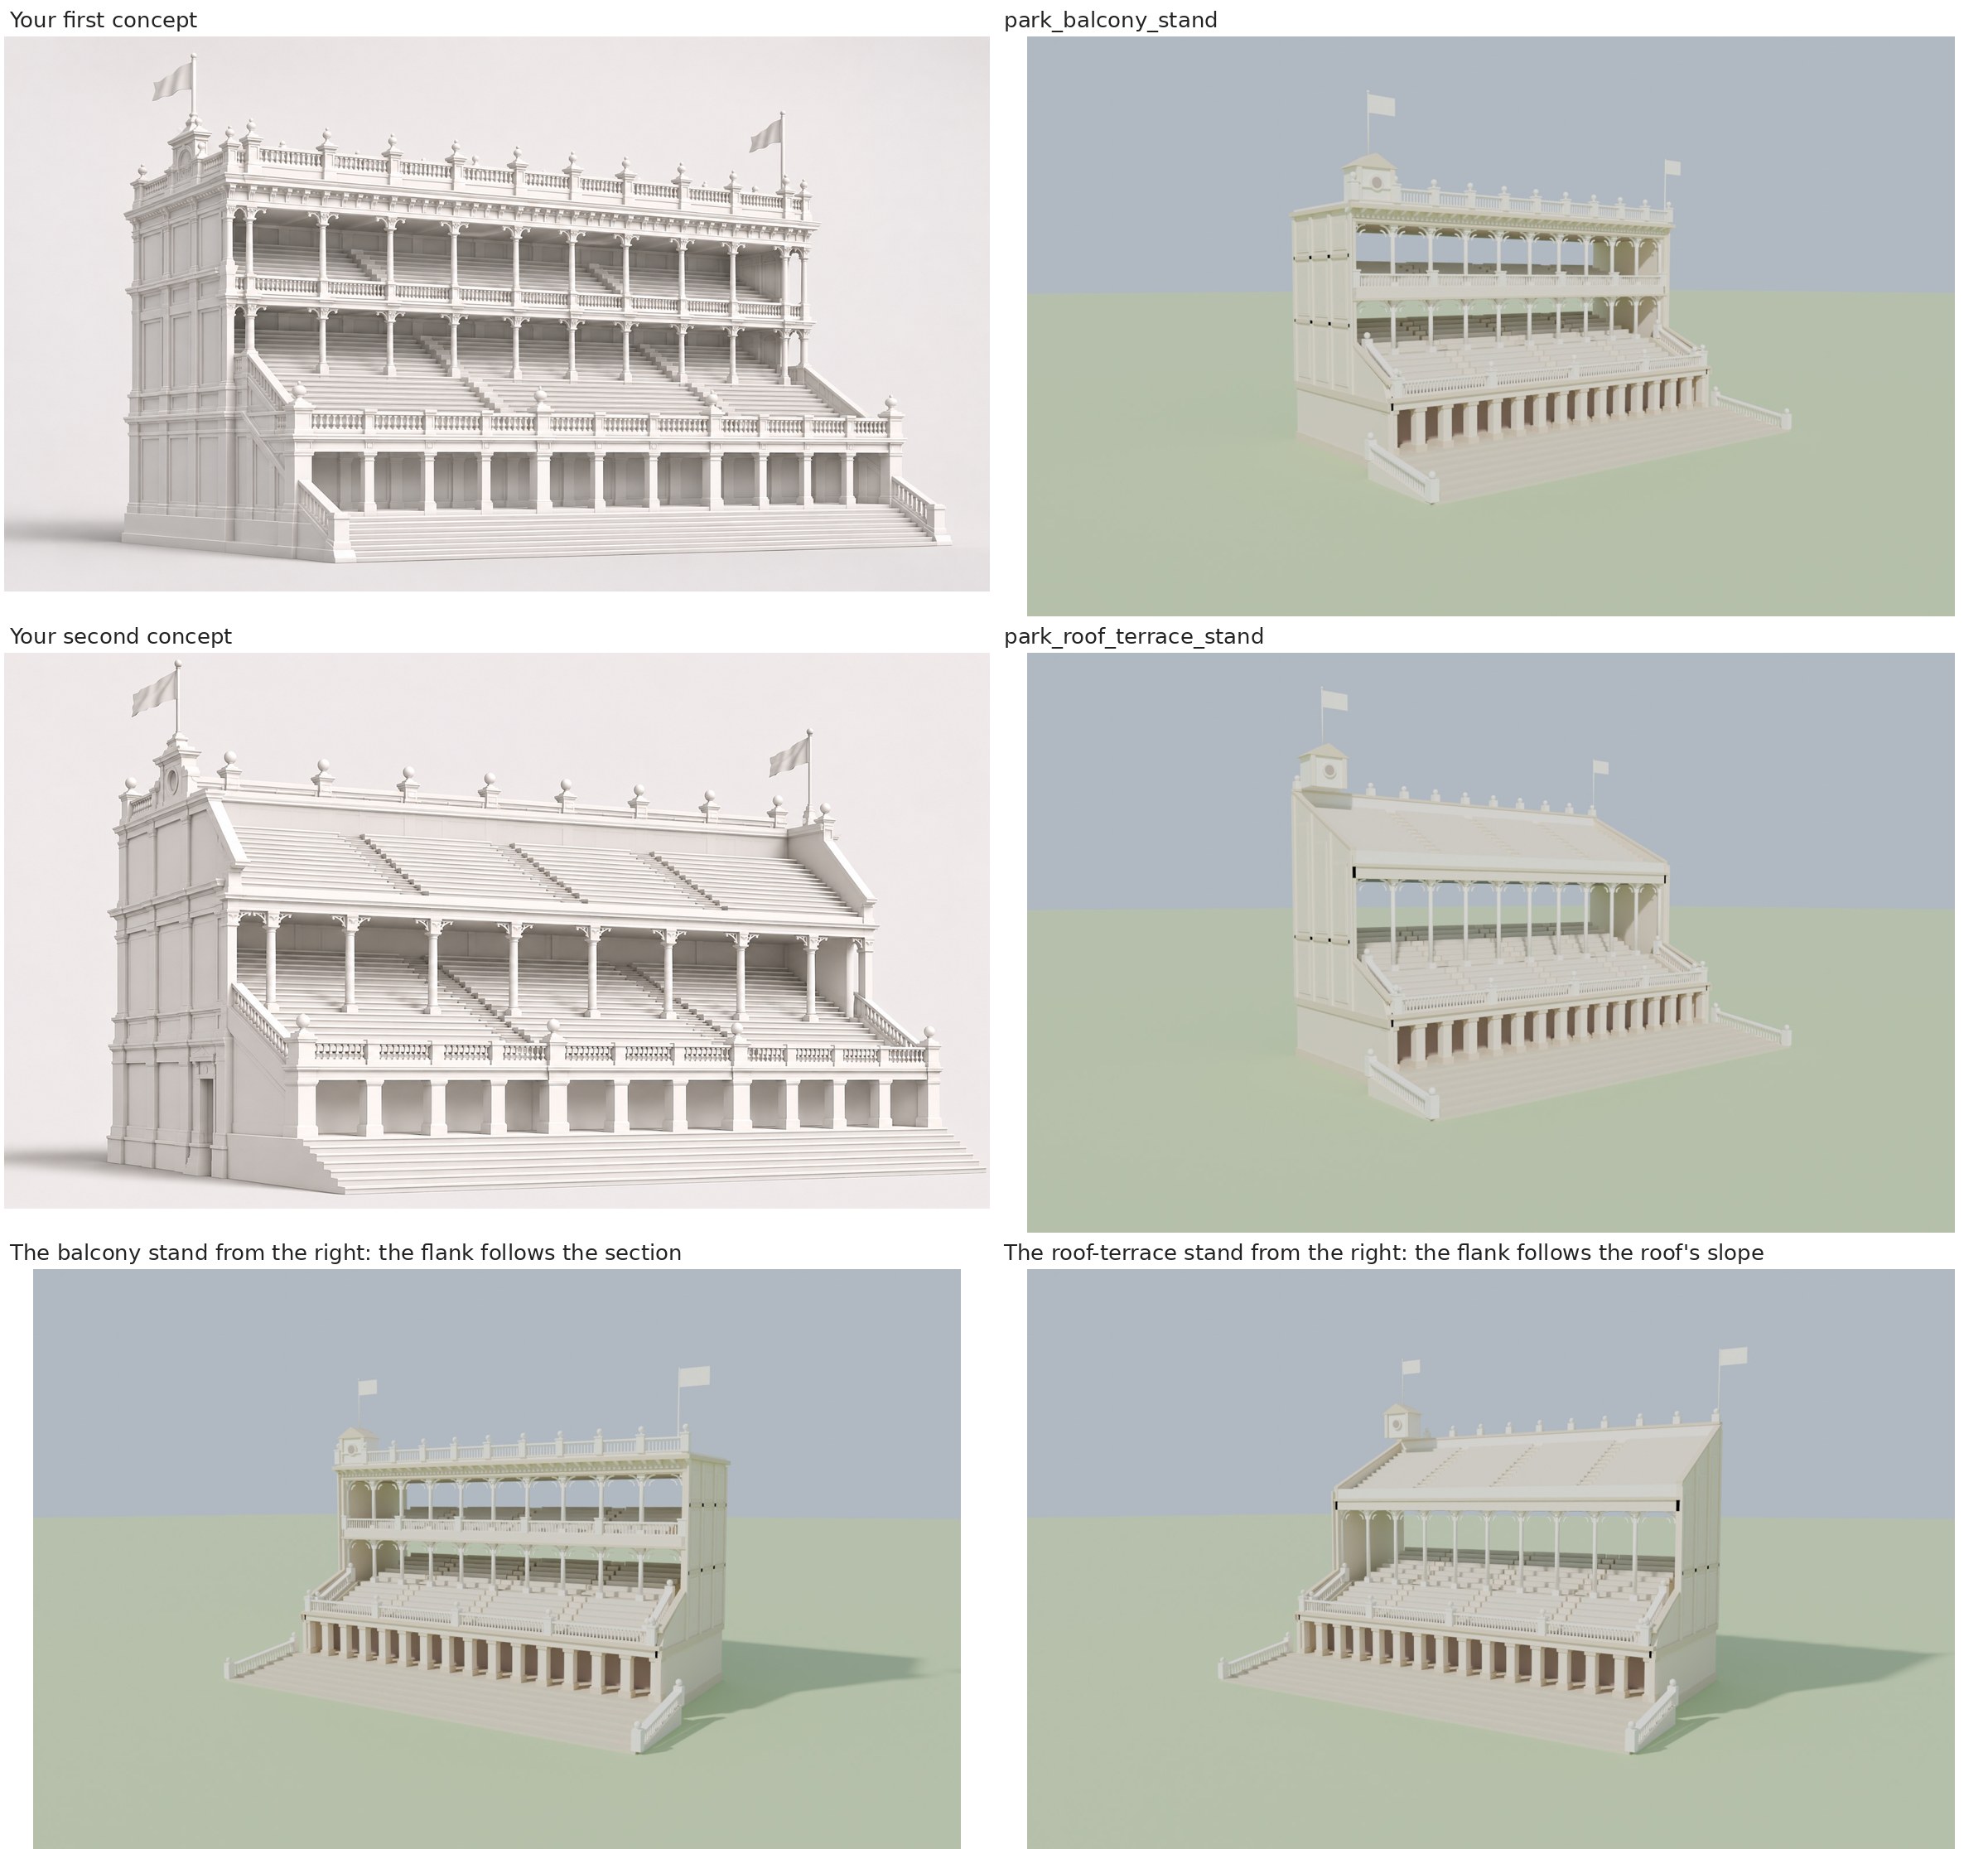 Your first concept
park_balcony_stand
Your second concept
park_roof_terrace_stand
The balcony stand from the right: the flank follows the section
The roof-terrace stand from the right: the flank follows the roof's slope